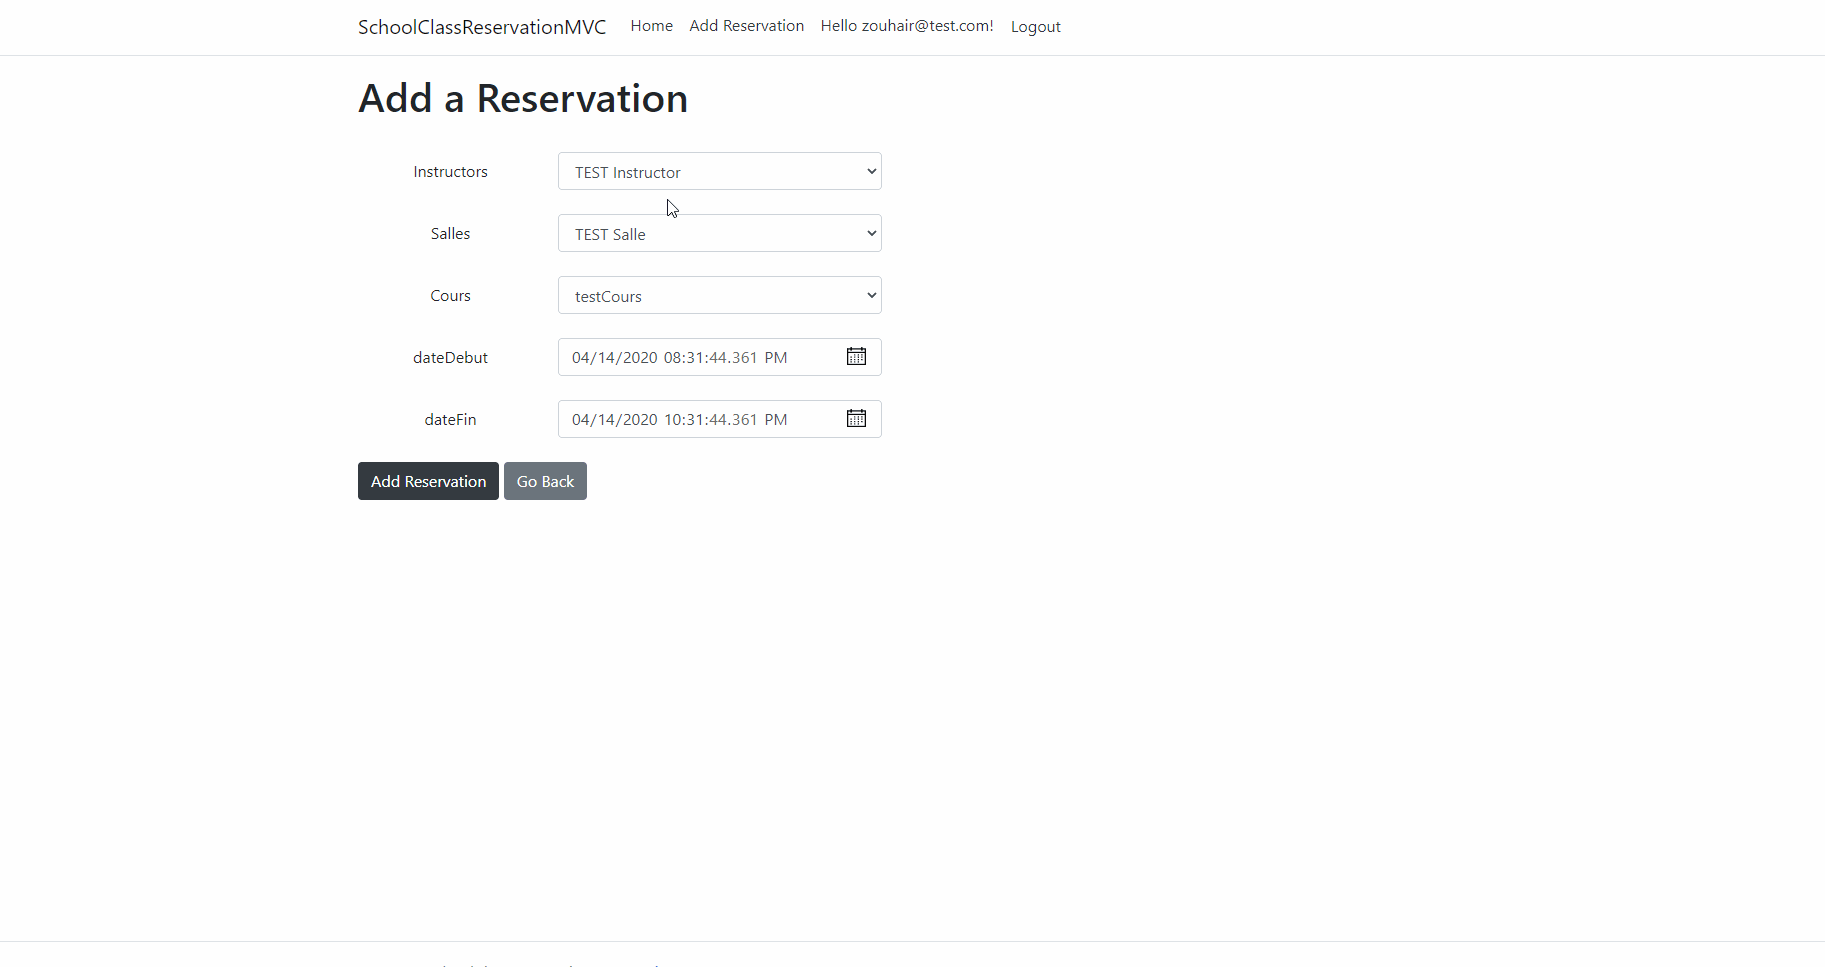 SchoolClassReservationMVC Home Add Reservation Hello zouhair@test.com! Logout
Add a Reservation
Instructors TEST Instructor
Salles TEST Salle
Cours testCours
dateDebut 04/14/2020 08:31:44.361 PM
dateFin 04/14/2020 10:31:44.361 PM
Add Reservation Go Back